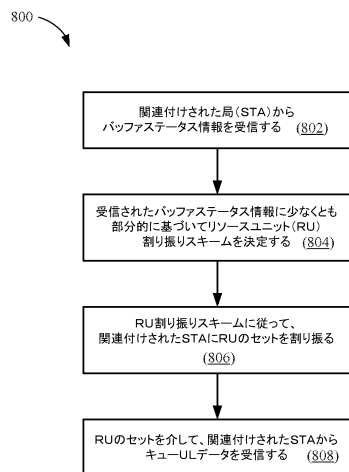 800
関連付けされた局(STA)から
バッファステータス情報を受信する (802)
受信されたバッファステータス情報に少なくとも
部分的に基づいてリソースユニット(RU)
割り振りスキームを決定する (804)
RU割り振りスキームに従って、
関連付けされたSTAにRUのセットを割り振る
(806)
RUのセットを介して、関連付けされたSTAから
キューULデータを受信する (808)